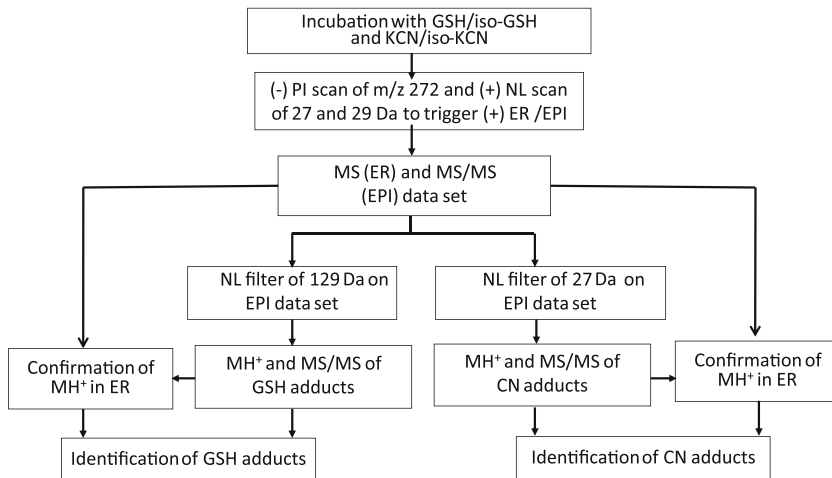 Incubation with GSH/iso-GSH
and KCN/iso-KCN
(-) PI scan of m/z 272 and (+) NL scan
of 27 and 29 Da to trigger (+) ER /EPI
MS (ER) and MS/MS
(EPI) data set
NL filter of 129 Da on
EPI data set
NL filter of 27 Da on
EPI data set
Confirmation of
MH⁺ in ER
MH⁺ and MS/MS of
GSH adducts
MH⁺ and MS/MS of
CN adducts
Confirmation of
MH⁺ in ER
Identification of GSH adducts
Identification of CN adducts